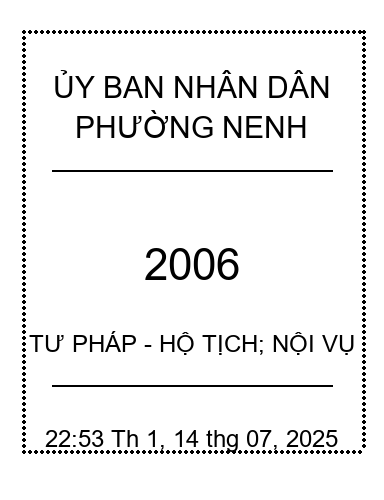 ỦY BAN NHÂN DÂN
PHƯỜNG NENH
2006
TƯ PHÁP - HỘ TỊCH; NỘI VỤ
22:53 Th 1, 14 thg 07, 2025